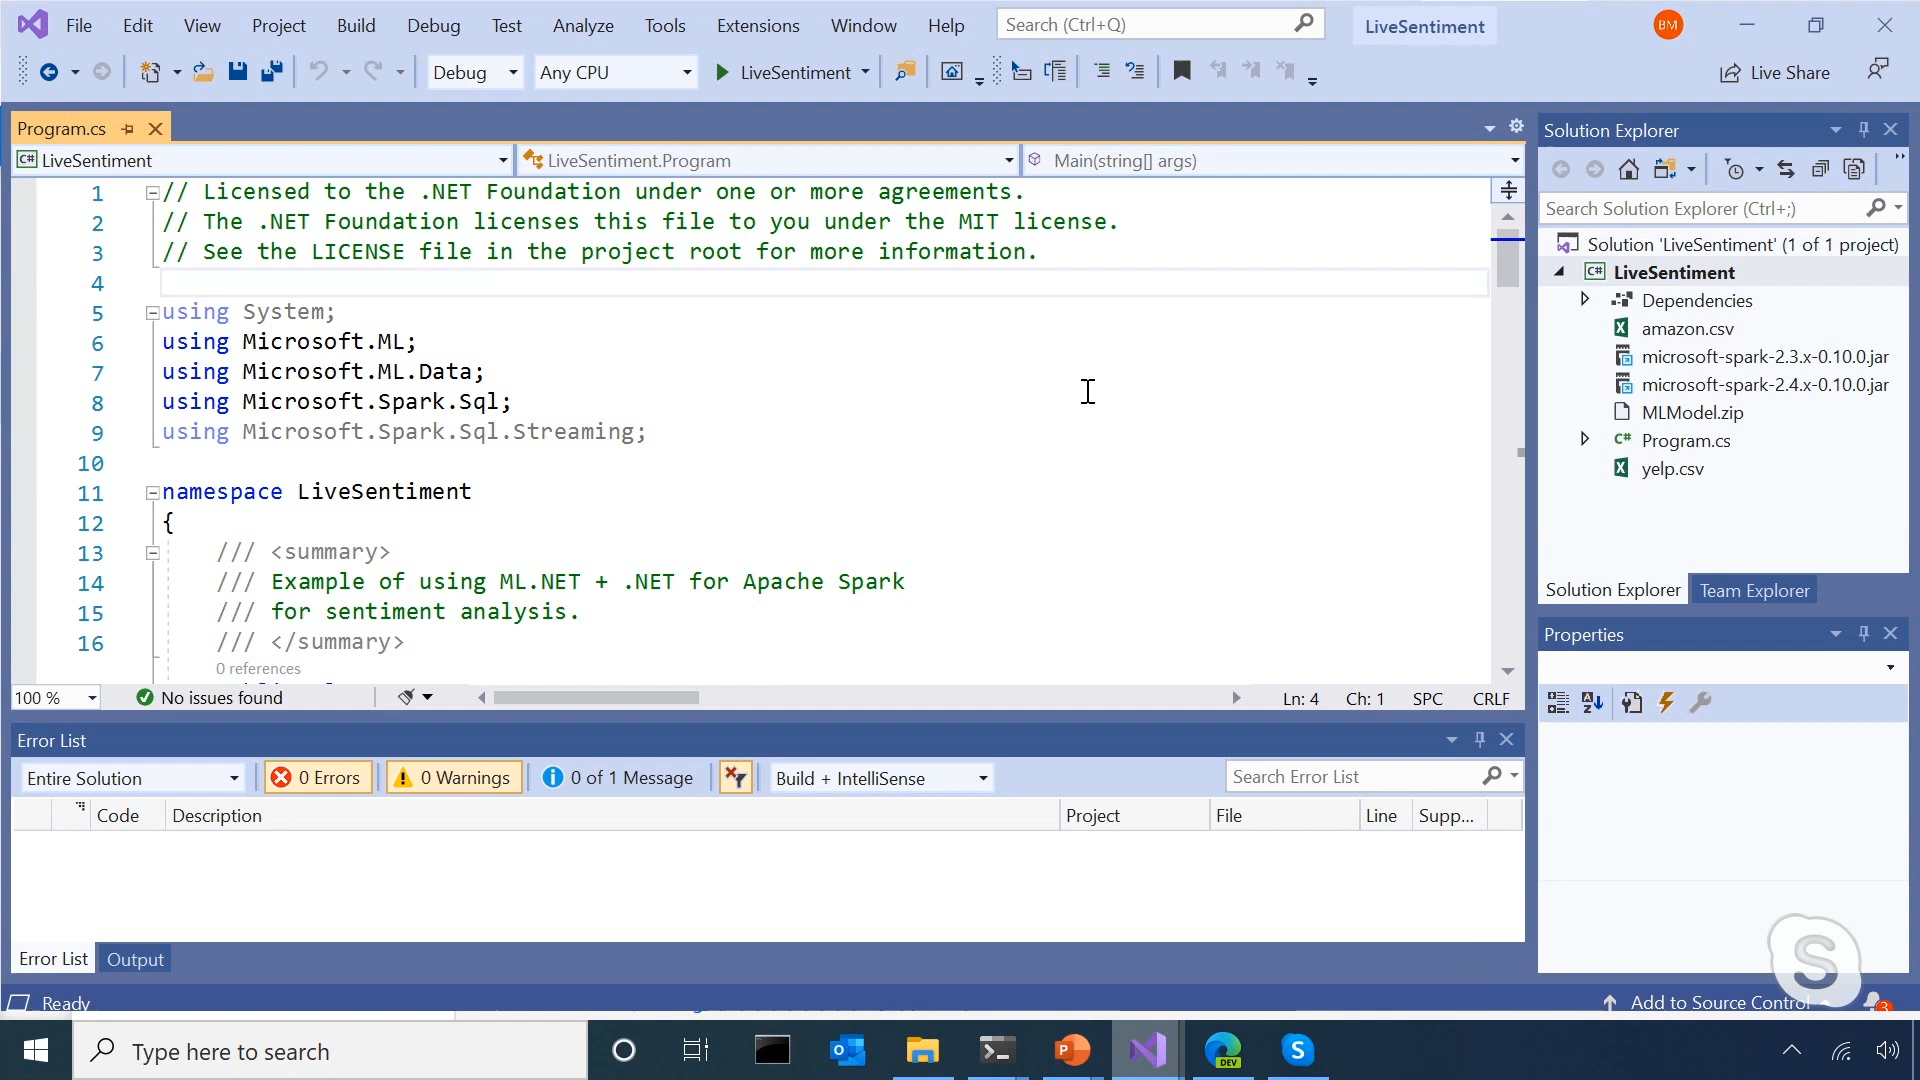 File Edit View Project Build Debug Test Analyze Tools Extensions Window Help Search (Ctrl+Q) LiveSentiment BM
Debug Any CPU LiveSentiment Live Share
Program.cs
C# LiveSentiment LiveSentiment.Program Main(string[] args)
1 // Licensed to the .NET Foundation under one or more agreements.
2 // The .NET Foundation licenses this file to you under the MIT license.
3 // See the LICENSE file in the project root for more information.
4
5 using System;
6 using Microsoft.ML;
7 using Microsoft.ML.Data;
8 using Microsoft.Spark.Sql;
9 using Microsoft.Spark.Sql.Streaming;
10
11 namespace LiveSentiment
12 {
13 /// <summary>
14 /// Example of using ML.NET + .NET for Apache Spark
15 /// for sentiment analysis.
16 /// </summary>
0 references
100 % No issues found Ln: 4 Ch: 1 SPC CRLF
Error List
Entire Solution 0 Errors 0 Warnings 0 of 1 Message Build + IntelliSense Search Error List
Code Description Project File Line Supp...
Error List Output
Solution Explorer
Search Solution Explorer (Ctrl+;)
Solution 'LiveSentiment' (1 of 1 project)
C# LiveSentiment
Dependencies
amazon.csv
microsoft-spark-2.3.x-0.10.0.jar
microsoft-spark-2.4.x-0.10.0.jar
MLModel.zip
C# Program.cs
yelp.csv
Solution Explorer Team Explorer
Properties
Ready Add to Source Control 3
Type here to search DEV